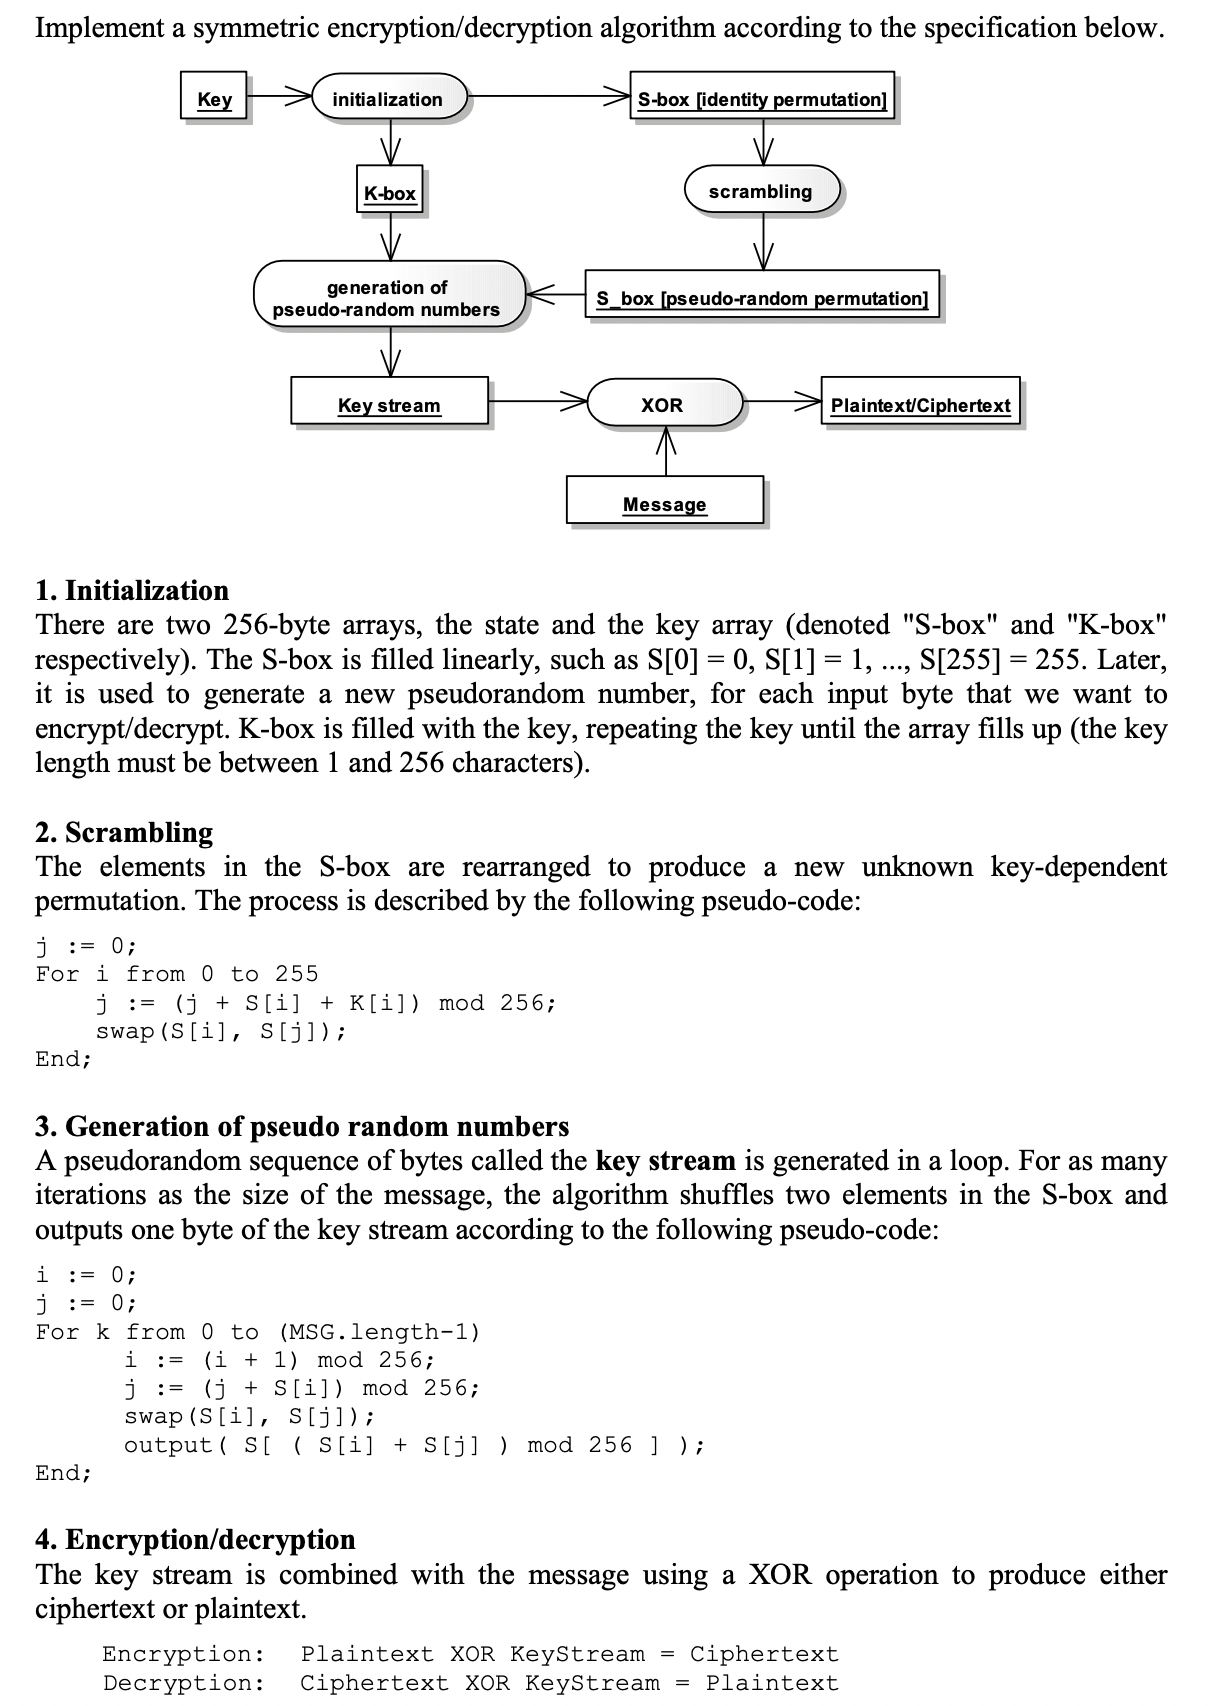 Implement a symmetric encryption/decryption algorithm according to the specification below.
Key
initialization
S-box [identity permutation]
K-box
scrambling
generation of
pseudo-random numbers
S_box [pseudo-random permutation]
Key stream
XOR
Plaintext/Ciphertext
Message
1. Initialization
There are two 256-byte arrays, the state and the key array (denoted "S-box" and "K-box"
respectively). The S-box is filled linearly, such as S[0] = 0, S[1] = 1, ..., S[255] = 255. Later,
it is used to generate a new pseudorandom number, for each input byte that we want to
encrypt/decrypt. K-box is filled with the key, repeating the key until the array fills up (the key
length must be between 1 and 256 characters).
2. Scrambling
The elements in the S-box are rearranged to produce a new unknown key-dependent
permutation. The process is described by the following pseudo-code:
j := 0;
For i from 0 to 255
j := (j + S[i] + K[i]) mod 256;
swap(S[i], S[j]);
End;
3. Generation of pseudo random numbers
A pseudorandom sequence of bytes called the key stream is generated in a loop. For as many
iterations as the size of the message, the algorithm shuffles two elements in the S-box and
outputs one byte of the key stream according to the following pseudo-code:
i := 0;
j := 0;
For k from 0 to (MSG.length-1)
i := (i + 1) mod 256;
j := (j + S[i]) mod 256;
swap(S[i], S[j]);
output( S[ ( S[i] + S[j] ) mod 256 ] );
End;
4. Encryption/decryption
The key stream is combined with the message using a XOR operation to produce either
ciphertext or plaintext.
Encryption: Plaintext XOR KeyStream = Ciphertext
Decryption: Ciphertext XOR KeyStream = Plaintext